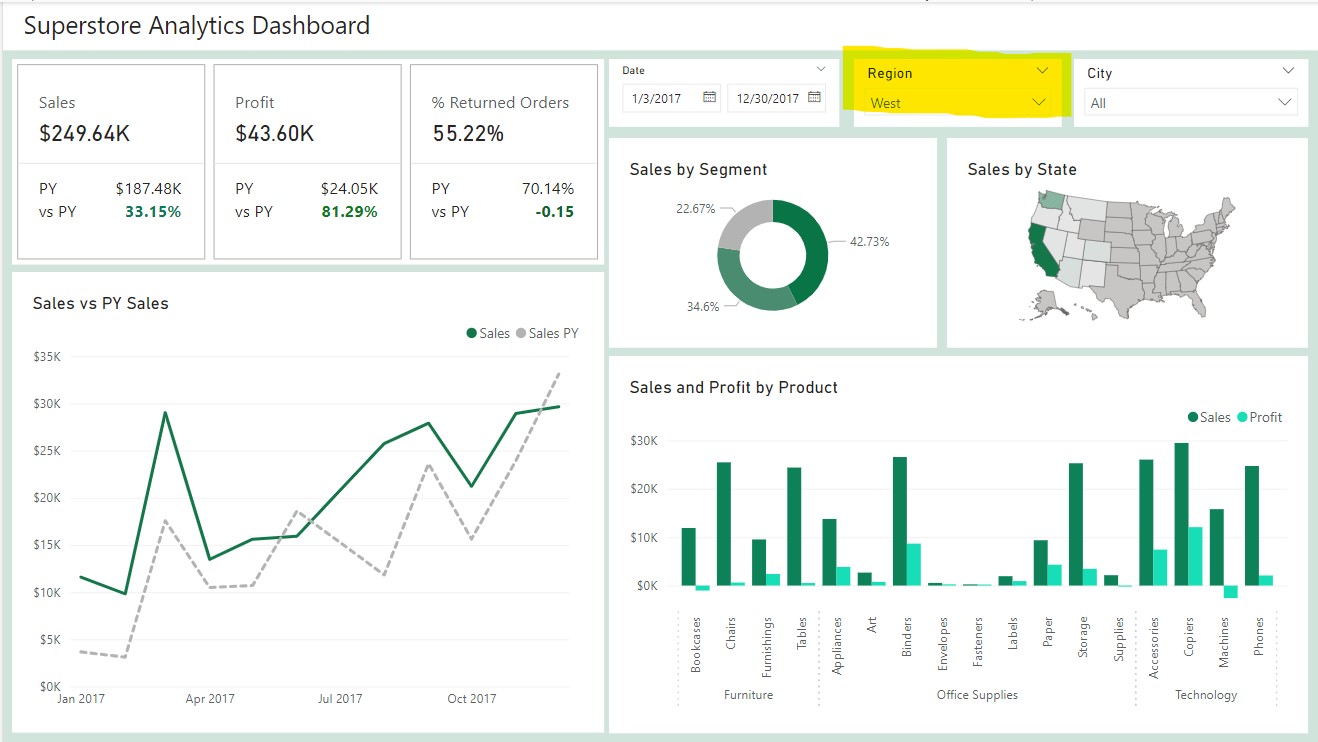 Superstore Analytics Dashboard
Sales
$249.64K
PY $187.48K
vs PY 33.15%
Profit
$43.60K
PY $24.05K
vs PY 81.29%
% Returned Orders
55.22%
PY 70.14%
vs PY -0.15
Date
1/3/2017 12/30/2017
Region
West
City
All
Sales by Segment
22.67%
42.73%
34.6%
Sales by State
Sales vs PY Sales
Sales Sales PY
$35K
$30K
$25K
$20K
$15K
$10K
$5K
$0K
Jan 2017 Apr 2017 Jul 2017 Oct 2017
Sales and Profit by Product
Sales Profit
$30K
$20K
$10K
$0K
Bookcases
Chairs
Furnishings
Tables
Appliances
Art
Binders
Envelopes
Fasteners
Labels
Paper
Storage
Supplies
Accessories
Copiers
Machines
Phones
Furniture Office Supplies Technology